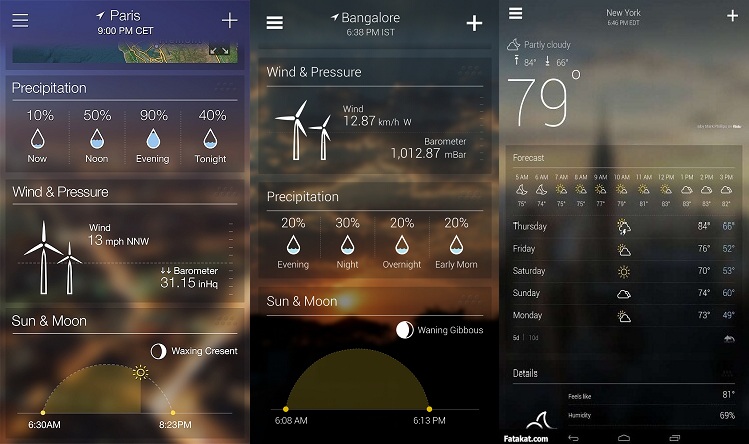 Paris
9:00 PM CET
Precipitation
10% 50% 90% 40%
Now Noon Evening Tonight
Wind & Pressure
Wind
13 mph NNW
Barometer
31.15 inHq
Sun & Moon
Waxing Cresent
6:30AM 8:23PM
Bangalore
6:38 PM IST
Wind & Pressure
Wind
12.87 km/h W
Barometer
1,012.87 mBar
Precipitation
20% 30% 20% 20%
Evening Night Overnight Early Morn
Sun & Moon
Waning Gibbous
6:08 AM 6:13 PM
New York
6:46 PM EDT
Partly cloudy
84° 66°
79°
Forecast
5 AM 6 AM 7 AM 8 AM 9 AM 10 AM 11 AM 12 PM 1 PM 2 PM 3 PM
75° 74° 75° 75° 77° 79° 81° 83° 83° 83° 82°
Thursday 84° 66°
Friday 76° 52°
Saturday 70° 53°
Sunday 74° 60°
Monday 73° 49°
5d 10d
Details
Feels like 81°
Humidity 69%
Fatakat.com